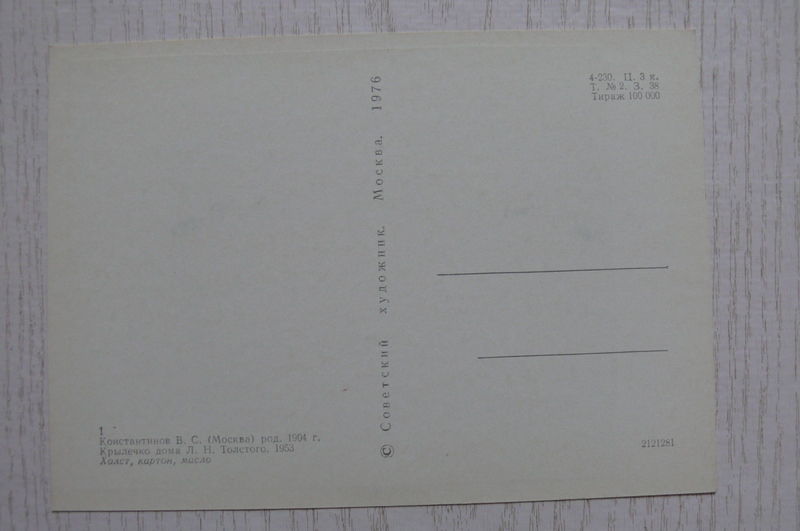 4-230. Ц. 3 к.
Т. № 2. З. 38
Тираж 100 000
© Советский художник. Москва. 1976
1
Константинов В. С. (Москва) род. 1904 г.
Крылечко дома Л. Н. Толстого, 1953
Холст, картон, масло
2121281